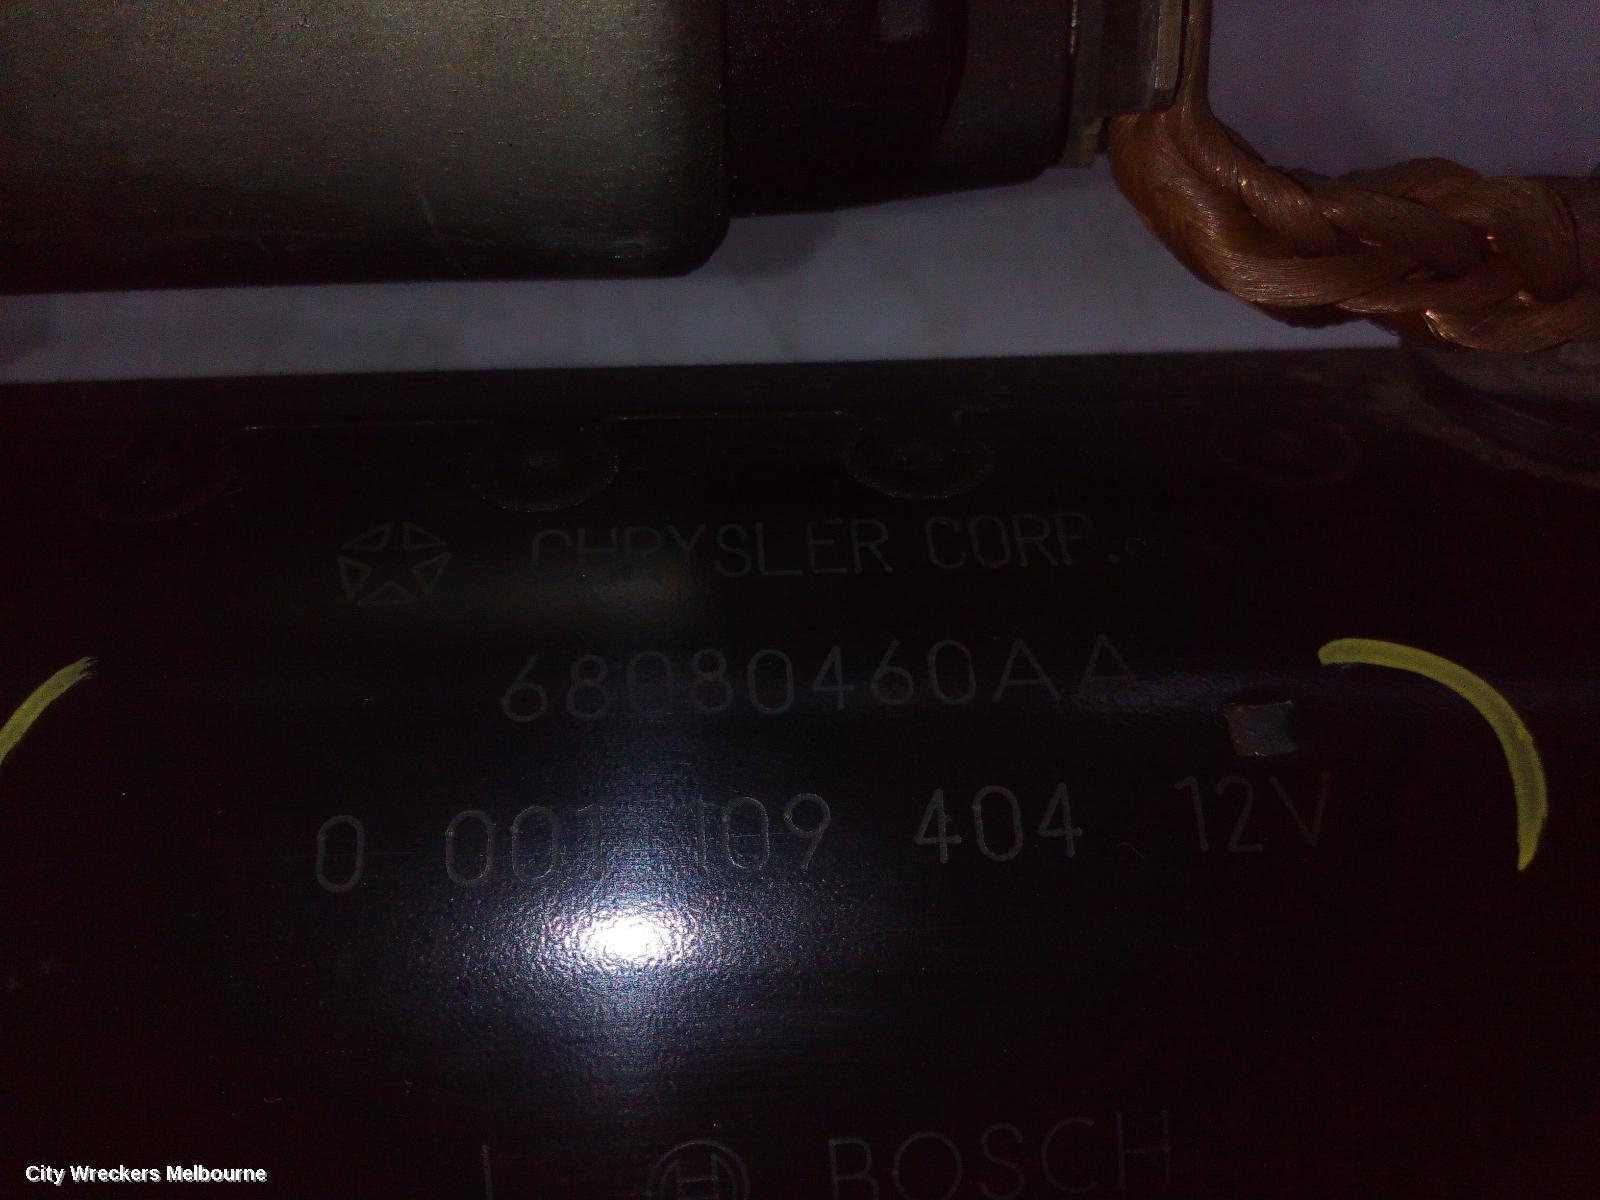 CHRYSLER CORP.
68080460AA
0 001 109 404 12V
BOSCH
City Wreckers Melbourne